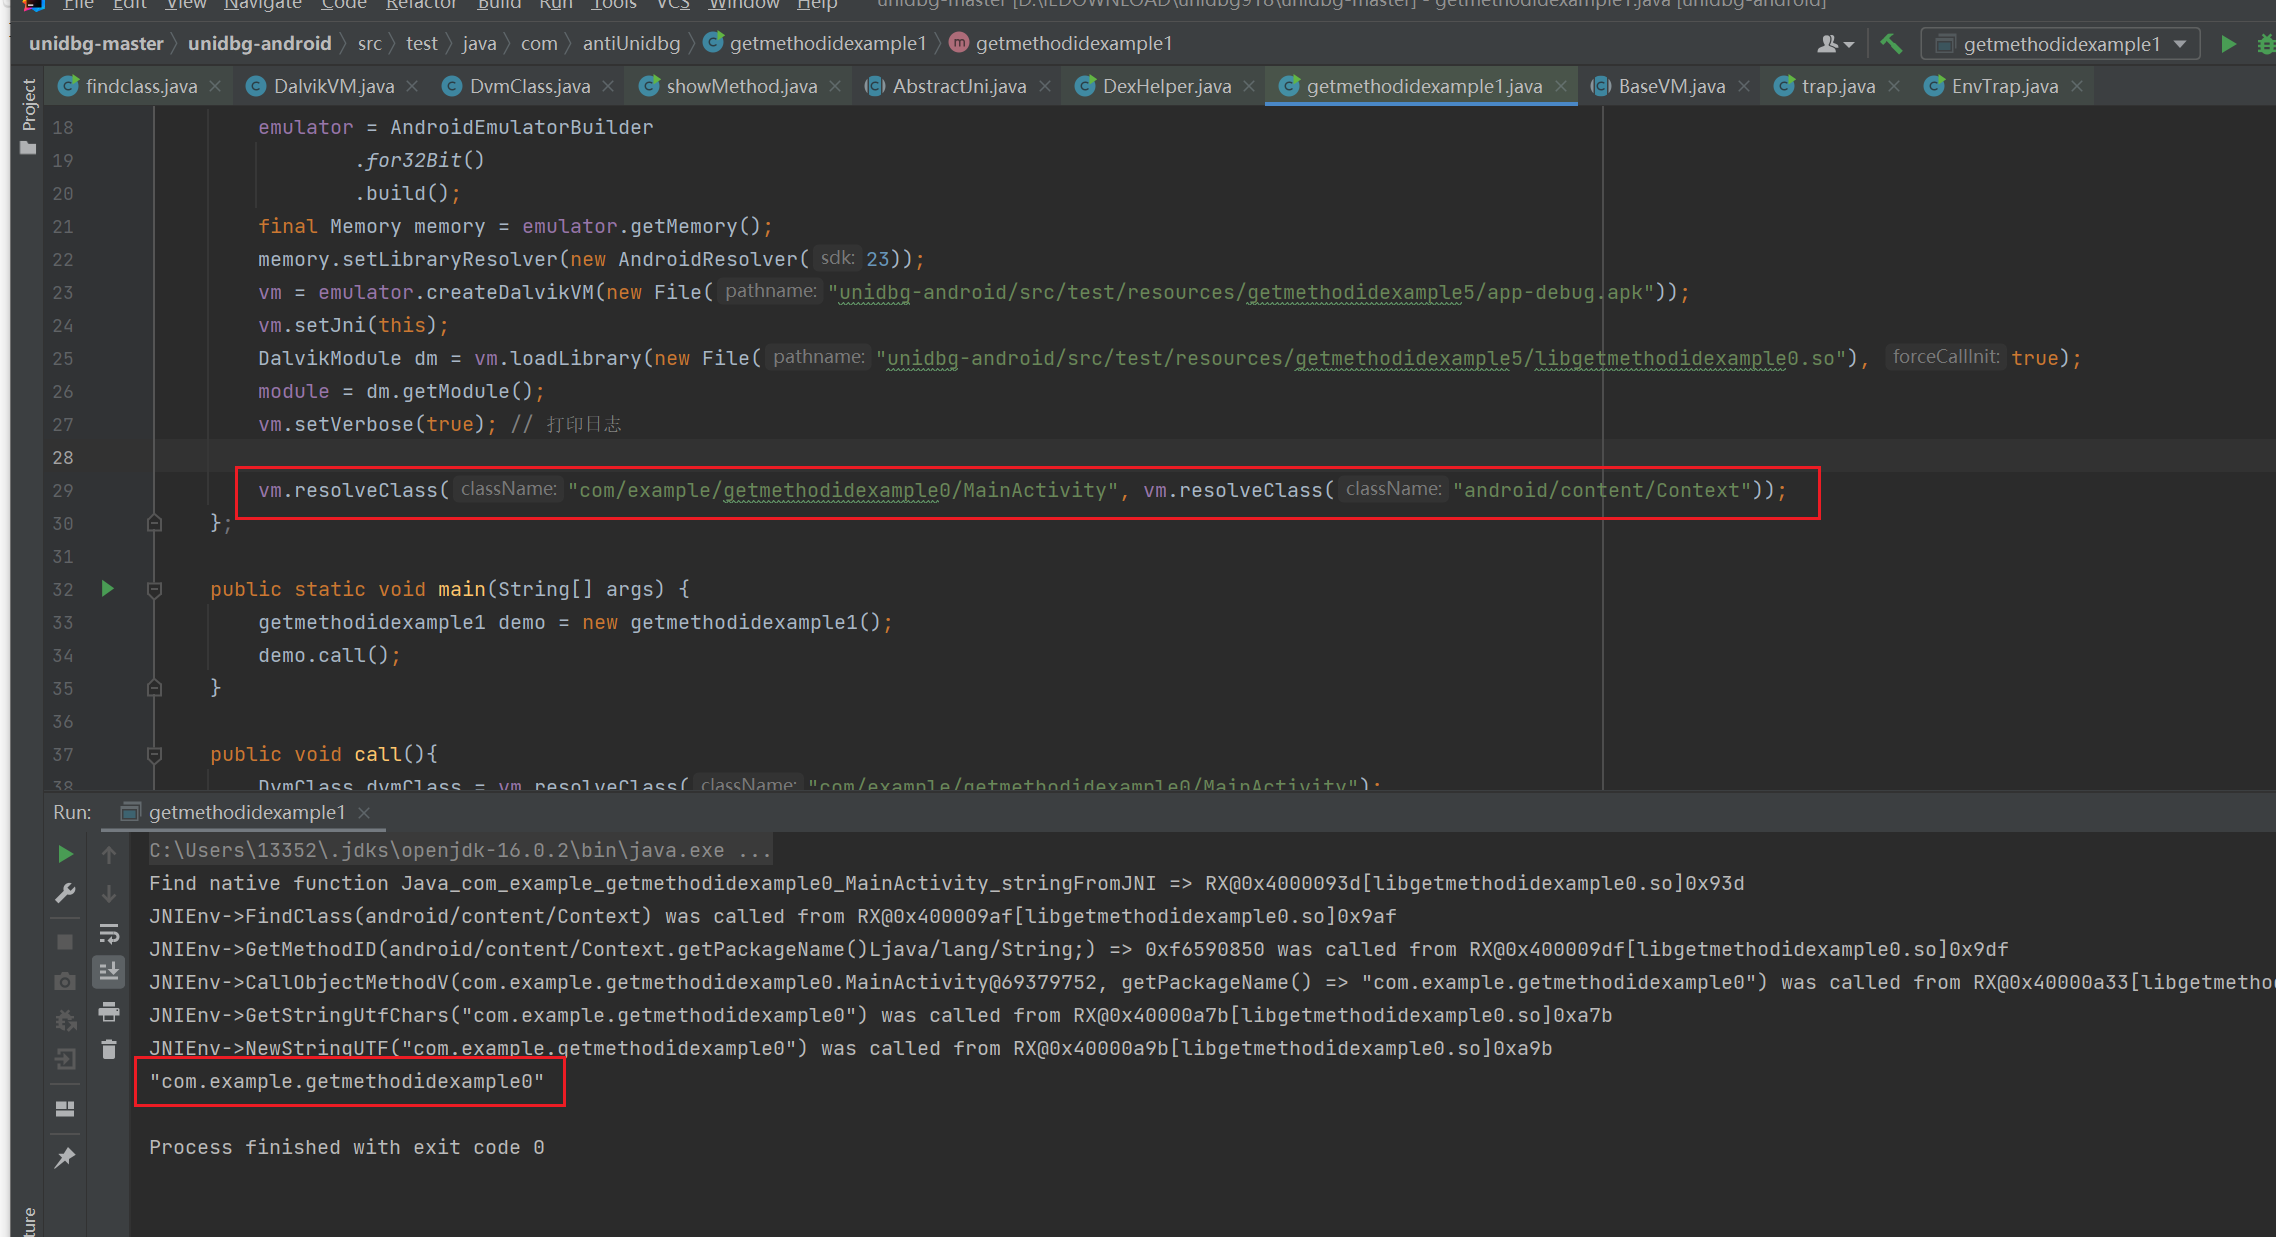 File Edit View Navigate Code Refactor Build Run Tools VCS Window Help unidbg-master [D:\IEDOWNLOAD\unidbg918\unidbg-master] - getmethodidexample1.java [unidbg-android]
unidbg-master unidbg-android src test java com antiUnidbg getmethodidexample1 getmethodidexample1 getmethodidexample1
findclass.java DalvikVM.java DvmClass.java showMethod.java AbstractJni.java DexHelper.java getmethodidexample1.java BaseVM.java trap.java EnvTrap.java
Project
18 emulator = AndroidEmulatorBuilder
19 .for32Bit()
20 .build();
21 final Memory memory = emulator.getMemory();
22 memory.setLibraryResolver(new AndroidResolver( sdk: 23));
23 vm = emulator.createDalvikVM(new File( pathname: "unidbg-android/src/test/resources/getmethodidexample5/app-debug.apk"));
24 vm.setJni(this);
25 DalvikModule dm = vm.loadLibrary(new File( pathname: "unidbg-android/src/test/resources/getmethodidexample5/libgetmethodidexample0.so"), forceCallInit: true);
26 module = dm.getModule();
27 vm.setVerbose(true); // 打印日志
28
29 vm.resolveClass( className: "com/example/getmethodidexample0/MainActivity", vm.resolveClass( className: "android/content/Context"));
30 };
31
32 public static void main(String[] args) {
33 getmethodidexample1 demo = new getmethodidexample1();
34 demo.call();
35 }
36
37 public void call(){
38 DvmClass dvmClass = vm.resolveClass( className: "com/example/getmethodidexample0/MainActivity");
Run: getmethodidexample1
C:\Users\13352\.jdks\openjdk-16.0.2\bin\java.exe ...
Find native function Java_com_example_getmethodidexample0_MainActivity_stringFromJNI => RX@0x4000093d[libgetmethodidexample0.so]0x93d
JNIEnv->FindClass(android/content/Context) was called from RX@0x400009af[libgetmethodidexample0.so]0x9af
JNIEnv->GetMethodID(android/content/Context.getPackageName()Ljava/lang/String;) => 0xf6590850 was called from RX@0x400009df[libgetmethodidexample0.so]0x9df
JNIEnv->CallObjectMethodV(com.example.getmethodidexample0.MainActivity@69379752, getPackageName() => "com.example.getmethodidexample0") was called from RX@0x40000a33[libgetmetho
JNIEnv->GetStringUtfChars("com.example.getmethodidexample0") was called from RX@0x40000a7b[libgetmethodidexample0.so]0xa7b
JNIEnv->NewStringUTF("com.example.getmethodidexample0") was called from RX@0x40000a9b[libgetmethodidexample0.so]0xa9b
"com.example.getmethodidexample0"
Process finished with exit code 0